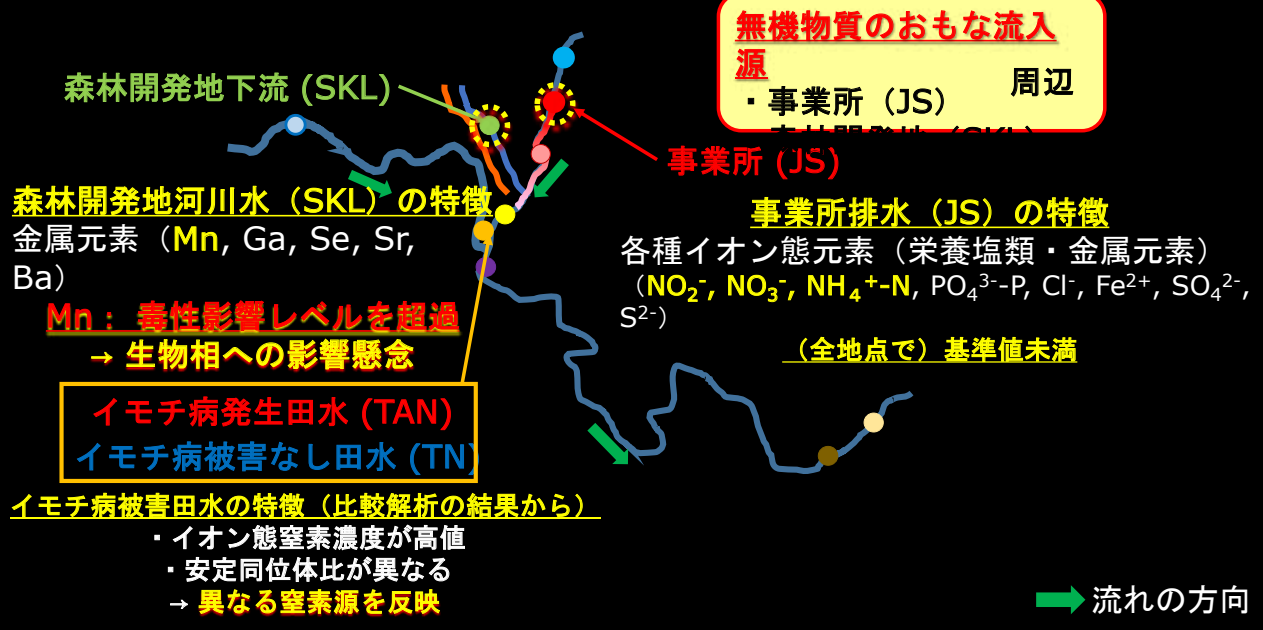 無機物質のおもな流入
源
・事業所（JS）
周辺
森林開発地（SKL）
森林開発地下流 (SKL)
事業所 (JS)
森林開発地河川水（SKL）の特徴
金属元素（Mn, Ga, Se, Sr,
Ba）
Mn： 毒性影響レベルを超過
→ 生物相への影響懸念
事業所排水（JS）の特徴
各種イオン態元素（栄養塩類・金属元素）
（NO₂⁻, NO₃⁻, NH₄⁺-N, PO₄³⁻-P, Cl⁻, Fe²⁺, SO₄²⁻,
S²⁻）
（全地点で）基準値未満
イモチ病発生田水 (TAN)
イモチ病被害なし田水 (TN)
イモチ病被害田水の特徴（比較解析の結果から）
・イオン態窒素濃度が高値
・安定同位体比が異なる
→ 異なる窒素源を反映
流れの方向